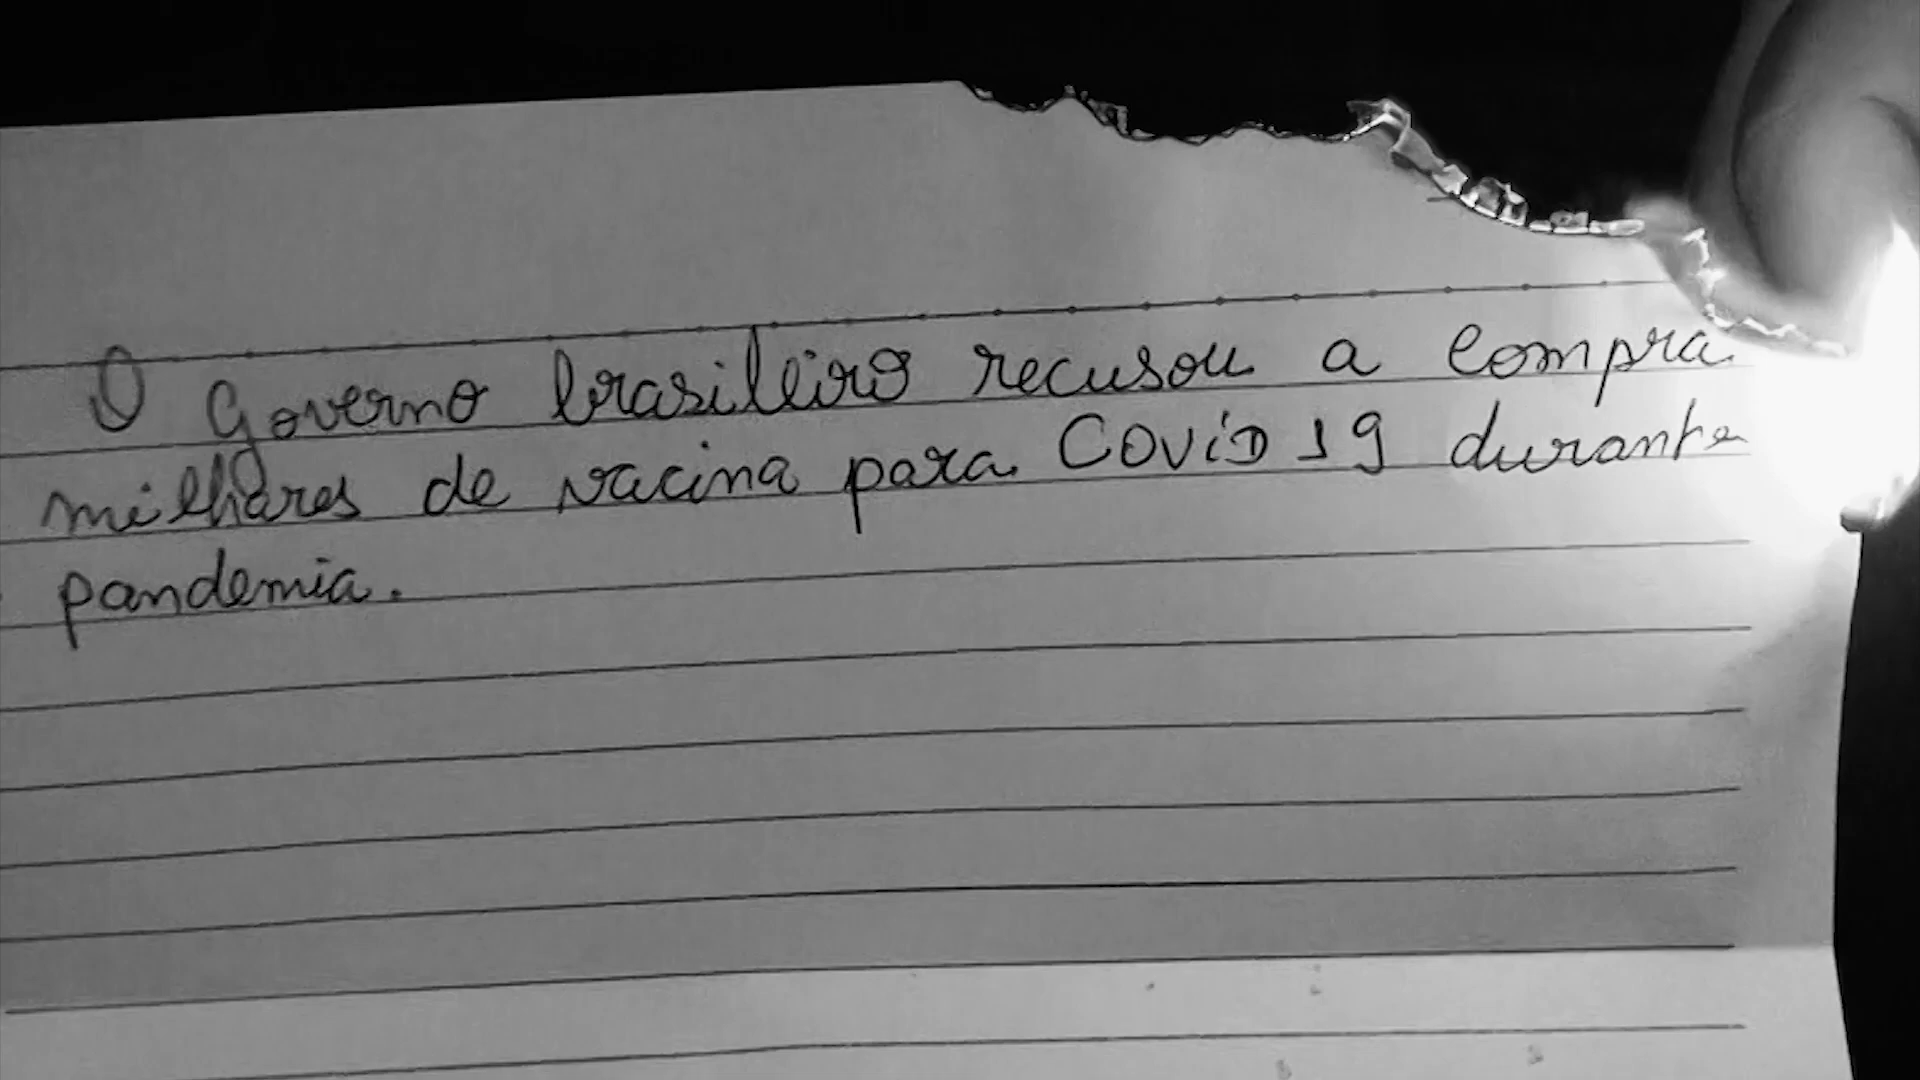 O Governo brasileiro recusou a compra
milhares de vacina para COVID 19 durante
pandemia.